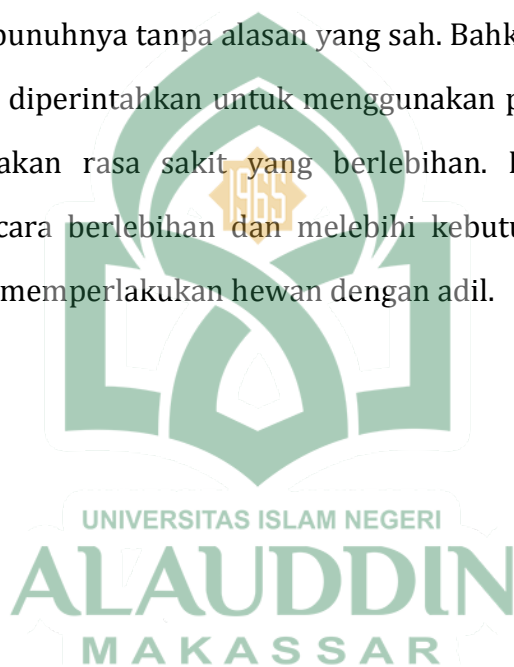 bunuhnya tanpa alasan yang sah. Bahk
diperintahkan untuk menggunakan p
akan rasa sakit yang berlebihan.
cara berlebihan dan melebihi kebutu
memperlakukan hewan dengan adil.
1965
UNIVERSITAS ISLAM NEGERI
ALAUDDIN
MAKASSAR